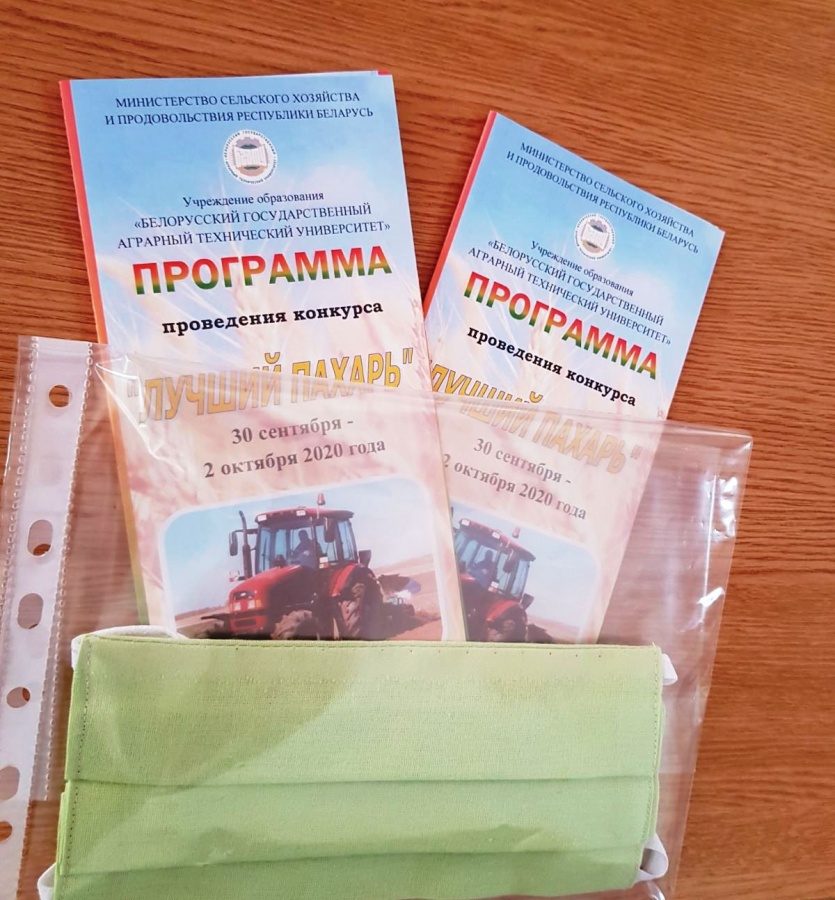 МИНИСТЕРСТВО СЕЛЬСКОГО ХОЗЯЙСТВА
И ПРОДОВОЛЬСТВИЯ РЕСПУБЛИКИ БЕЛАРУСЬ
Учреждение образования
«БЕЛОРУССКИЙ ГОСУДАРСТВЕННЫЙ
АГРАРНЫЙ ТЕХНИЧЕСКИЙ УНИВЕРСИТЕТ»
ПРОГРАММА
проведения конкурса
"ЛУЧШИЙ ПАХАРЬ"
30 сентября -
2 октября 2020 года
МИНИСТЕРСТВО СЕЛЬСКОГО ХОЗЯЙСТВА
И ПРОДОВОЛЬСТВИЯ РЕСПУБЛИКИ БЕЛАРУСЬ
Учреждение образования
«БЕЛОРУССКИЙ ГОСУДАРСТВЕННЫЙ
АГРАРНЫЙ ТЕХНИЧЕСКИЙ УНИВЕРСИТЕТ»
ПРОГРАММА
проведения конкурса
"ЛУЧШИЙ ПАХАРЬ"
30 сентября -
2 октября 2020 года